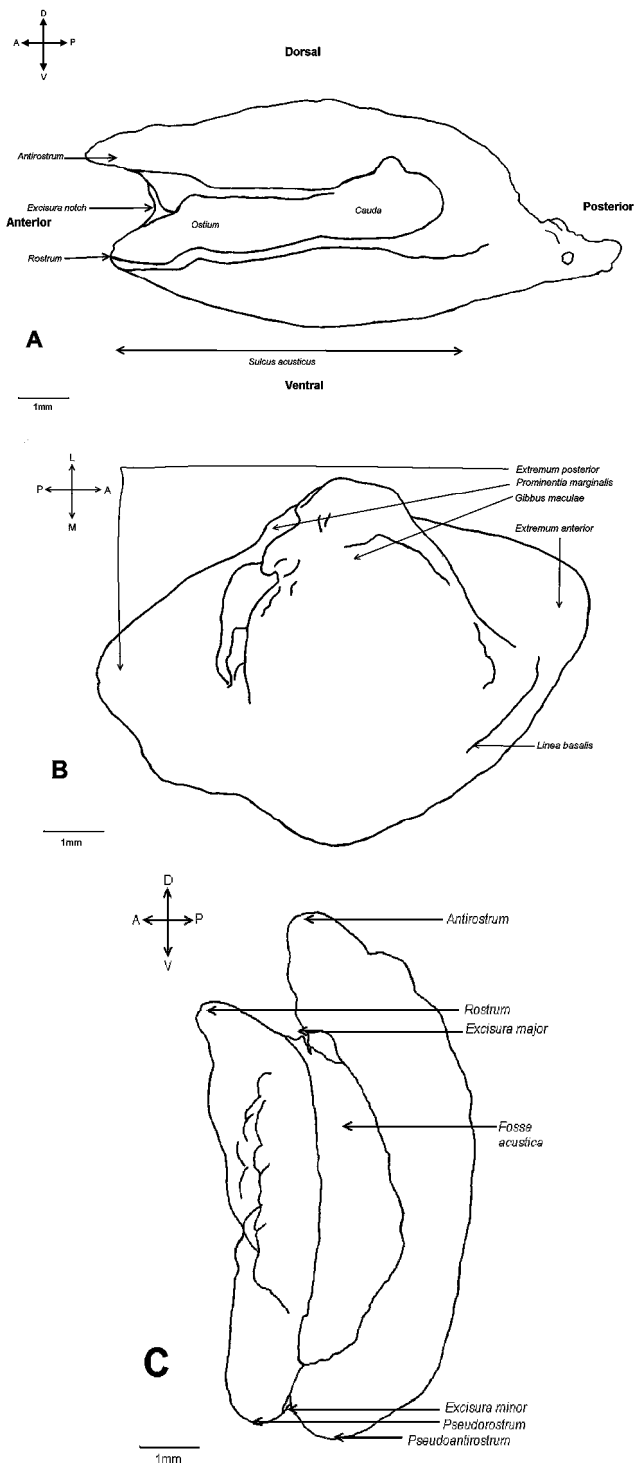 D
A P
V
Dorsal
Antirostrum
Excisura notch
Anterior
Posterior
Ostium
Cauda
Rostrum
A
Sulcus acusticus
Ventral
1mm
L
P A
M
Extremum posterior
Prominentia marginalis
Gibbus maculae
Extremum anterior
Linea basalis
B
1mm
D
A P
V
Antirostrum
Rostrum
Excisura major
Fossa
acustica
C
Excisura minor
Pseudorostrum
Pseudoantirostrum
1mm